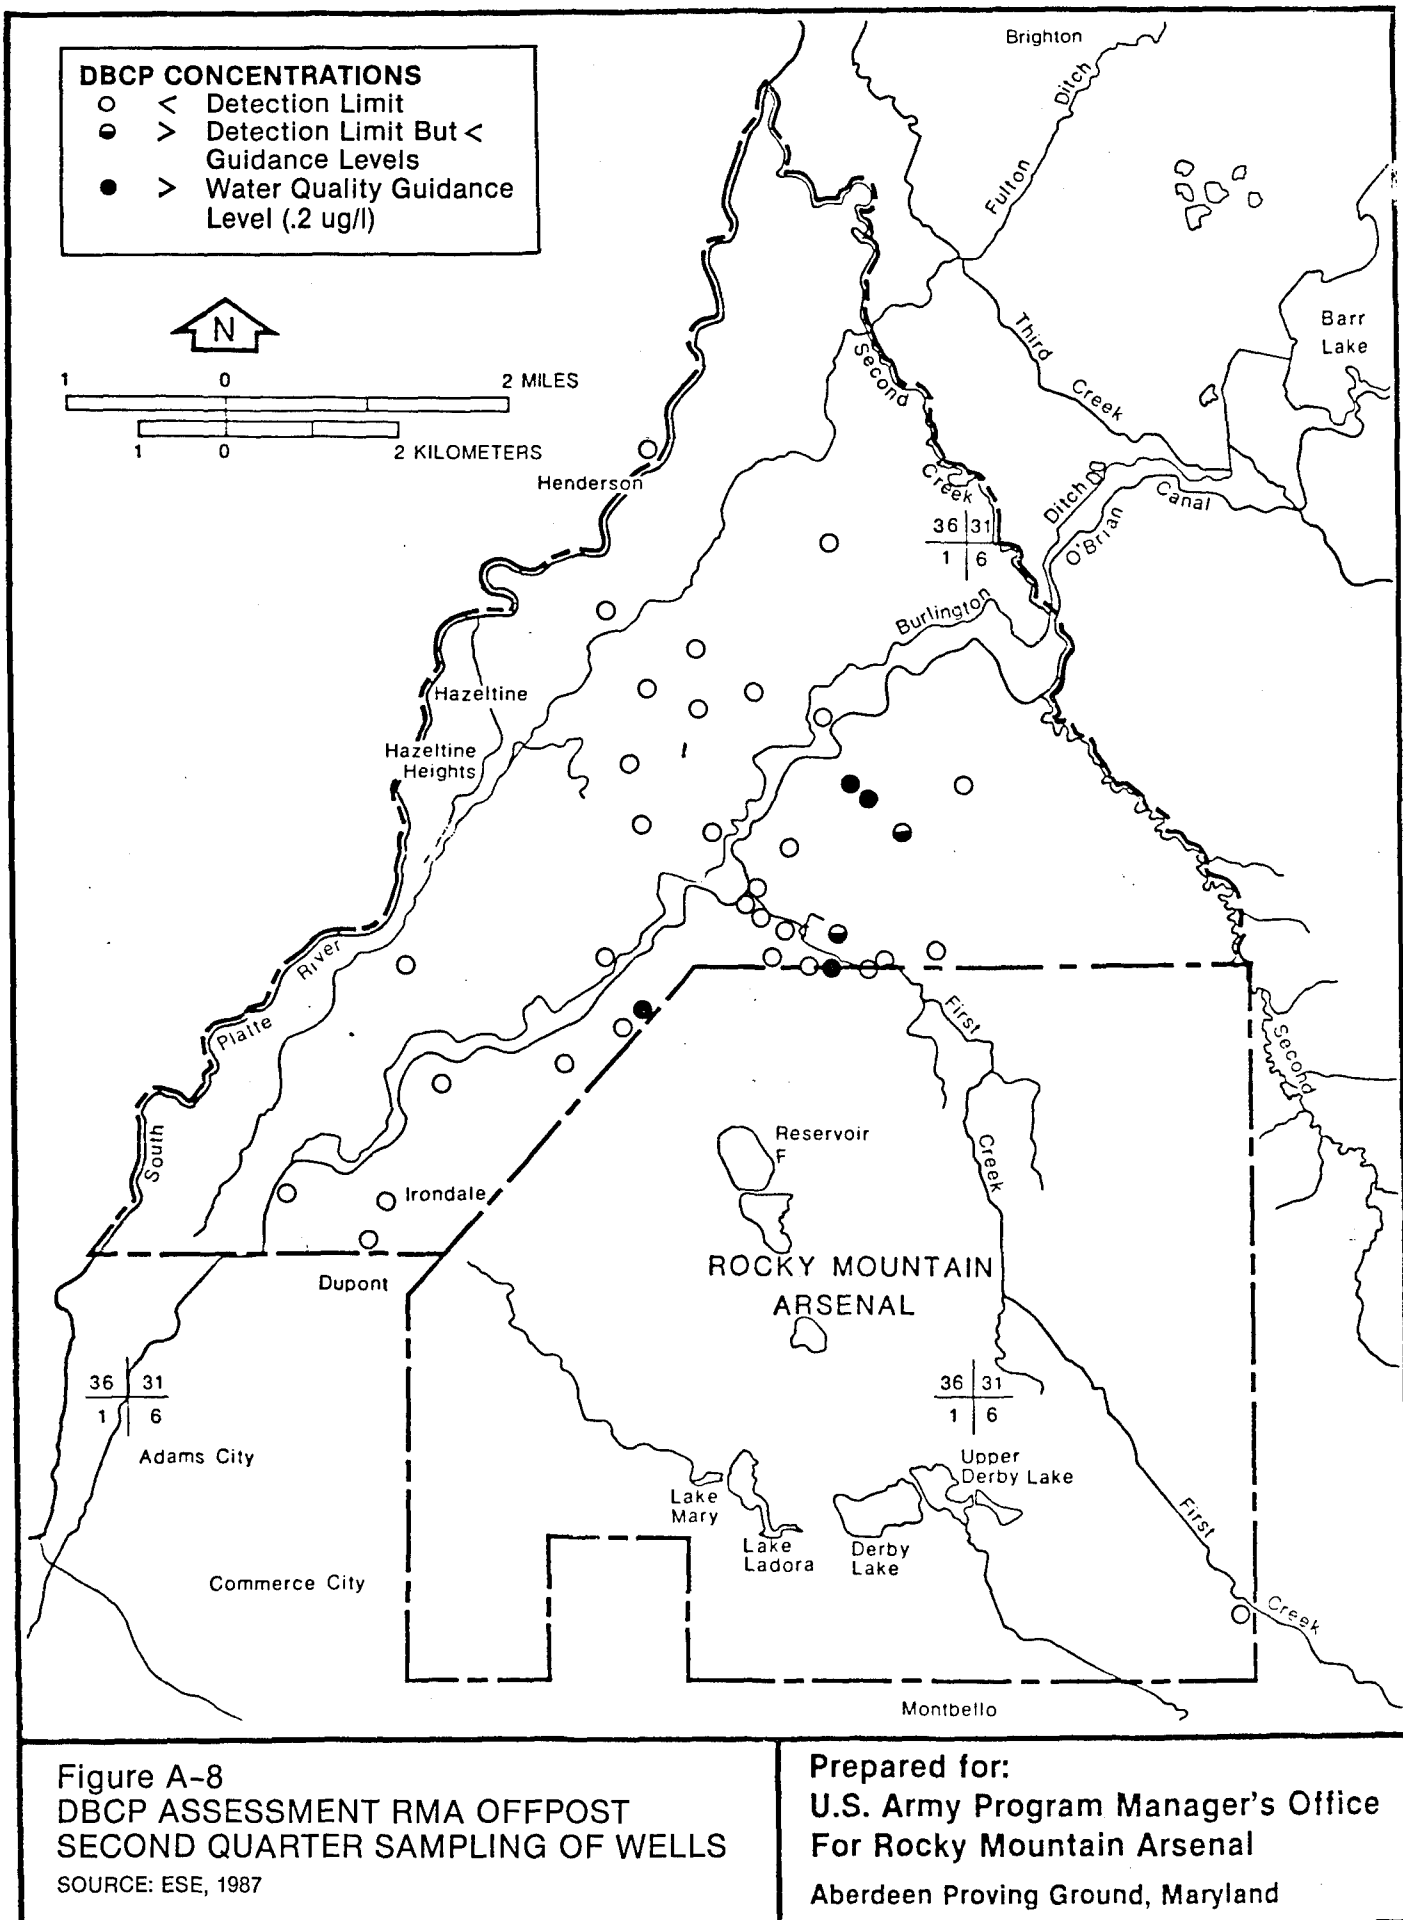 DBCP CONCENTRATIONS
< Detection Limit
> Detection Limit But <
Guidance Levels
> Water Quality Guidance
Level (.2 ug/l)
N
1 0 2 MILES
1 0 2 KILOMETERS
Brighton
Fulton Ditch
Barr
Lake
Third Creek
Second Creek
Henderson
Ditch
O'Brian Canal
36 31
1 6
Burlington
Hazeltine
Hazeltine
Heights
South Platte River
First Creek
Second
Reservoir
F
Irondale
ROCKY MOUNTAIN
ARSENAL
Dupont
36 31
1 6
36 31
1 6
Adams City
Upper
Derby Lake
Lake
Mary
Lake
Ladora
Derby
Lake
First Creek
Commerce City
Montbello
Figure A-8
DBCP ASSESSMENT RMA OFFPOST
SECOND QUARTER SAMPLING OF WELLS
SOURCE: ESE, 1987
Prepared for:
U.S. Army Program Manager's Office
For Rocky Mountain Arsenal
Aberdeen Proving Ground, Maryland